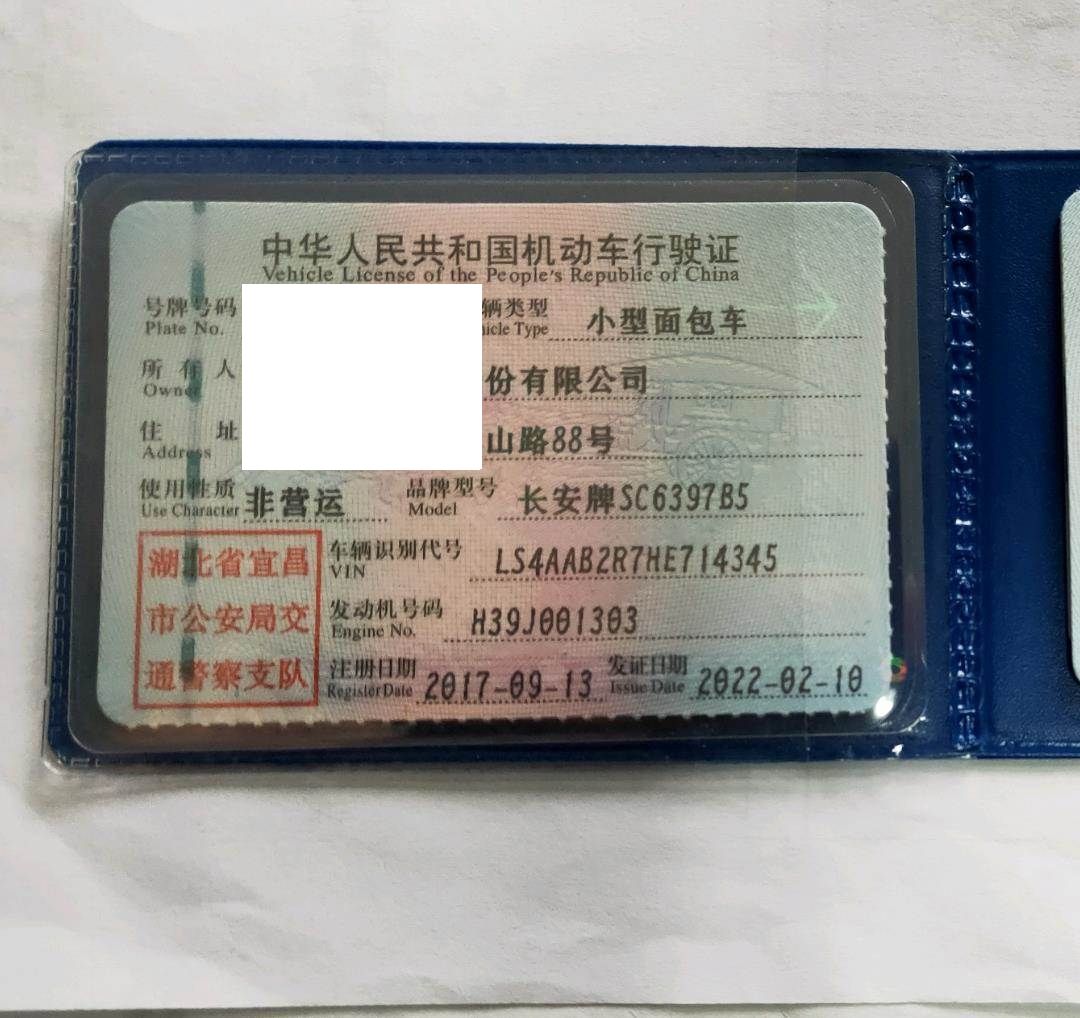 中华人民共和国机动车行驶证
Vehicle License of the People's Republic of China
号牌号码 辆类型 小型面包车
Plate No. hicle Type
所有人 份有限公司
Owner
住址 山路88号
Address
使用性质 非营运 品牌型号 长安牌SC6397B5
Use Character Model
湖北省宜昌 车辆识别代号 LS4AAB2R7HE714345
VIN
市公安局交 发动机号码 H39J001303
Engine No.
通警察支队 注册日期 2017-09-13 发证日期 2022-02-10
Register Date Issue Date